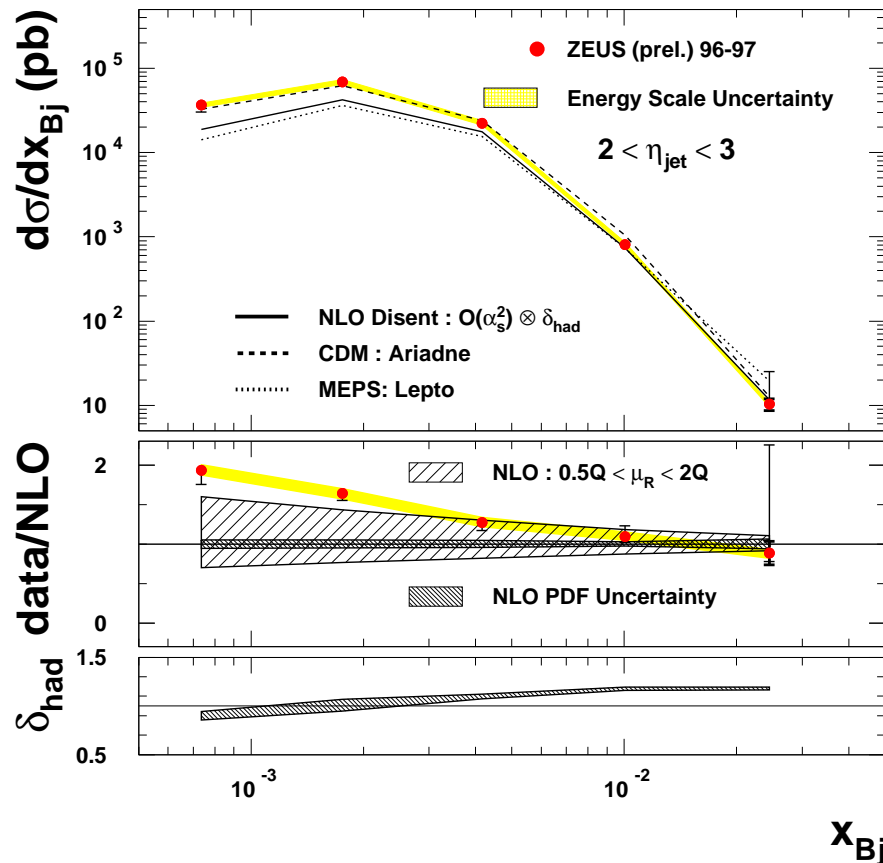 dσ/dx_Bj (pb)
10^5
10^4
10^3
10^2
10
ZEUS (prel.) 96-97
Energy Scale Uncertainty
2 < η_jet < 3
NLO Disent : O(α_s^2) ⊗ δ_had
CDM : Ariadne
MEPS: Lepto
data/NLO
2
0
NLO : 0.5Q < μ_R < 2Q
NLO PDF Uncertainty
δ_had
1.5
0.5
10^-3
10^-2
x_Bj